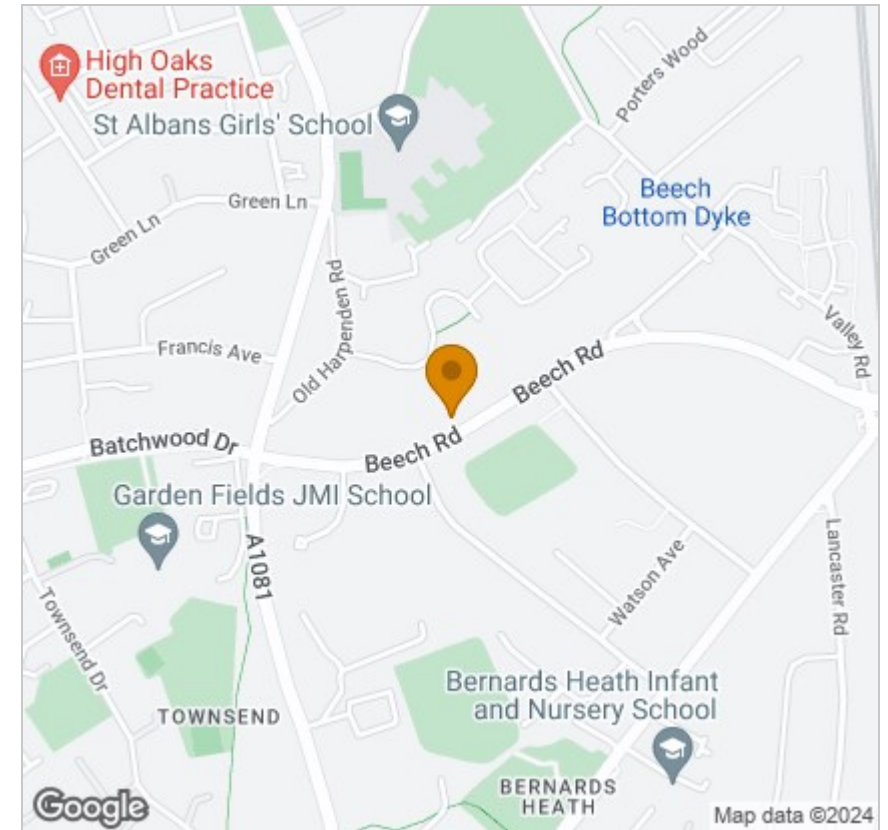 High Oaks
Dental Practice
St Albans Girls' School
Porters Wood
Beech
Bottom Dyke
Green Ln
Green Ln
Old Harpenden Rd
Valley Rd
Francis Ave
Beech Rd
Batchwood Dr
Beech Rd
Garden Fields JMI School
A1081
Watson Ave
Lancaster Rd
Townsend Dr
TOWNSEND
Bernards Heath Infant
and Nursery School
BERNARDS
HEATH
Google
Map data ©2024